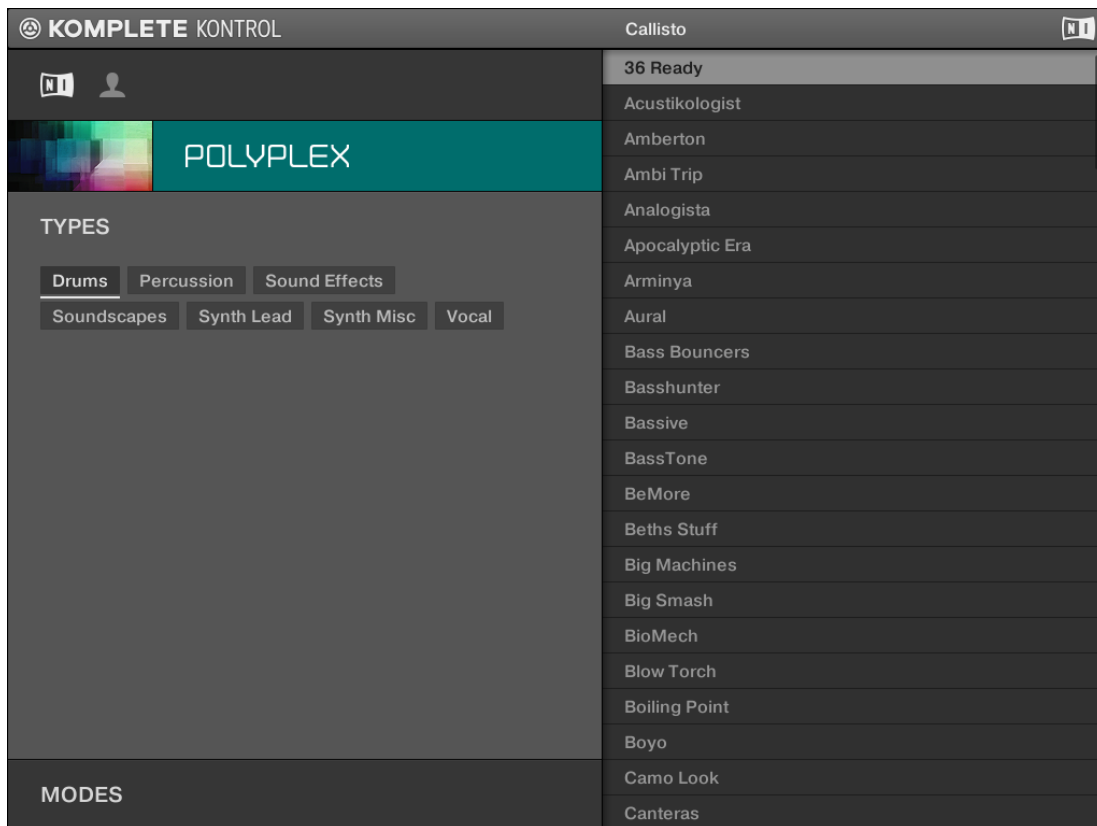 KOMPLETE KONTROL
Callisto
NI
NI
POLYPLEX
TYPES
Drums Percussion Sound Effects
Soundscapes Synth Lead Synth Misc Vocal
MODES
36 Ready
Acustikologist
Amberton
Ambi Trip
Analogista
Apocalyptic Era
Arminya
Aural
Bass Bouncers
Basshunter
Bassive
BassTone
BeMore
Beths Stuff
Big Machines
Big Smash
BioMech
Blow Torch
Boiling Point
Boyo
Camo Look
Canteras